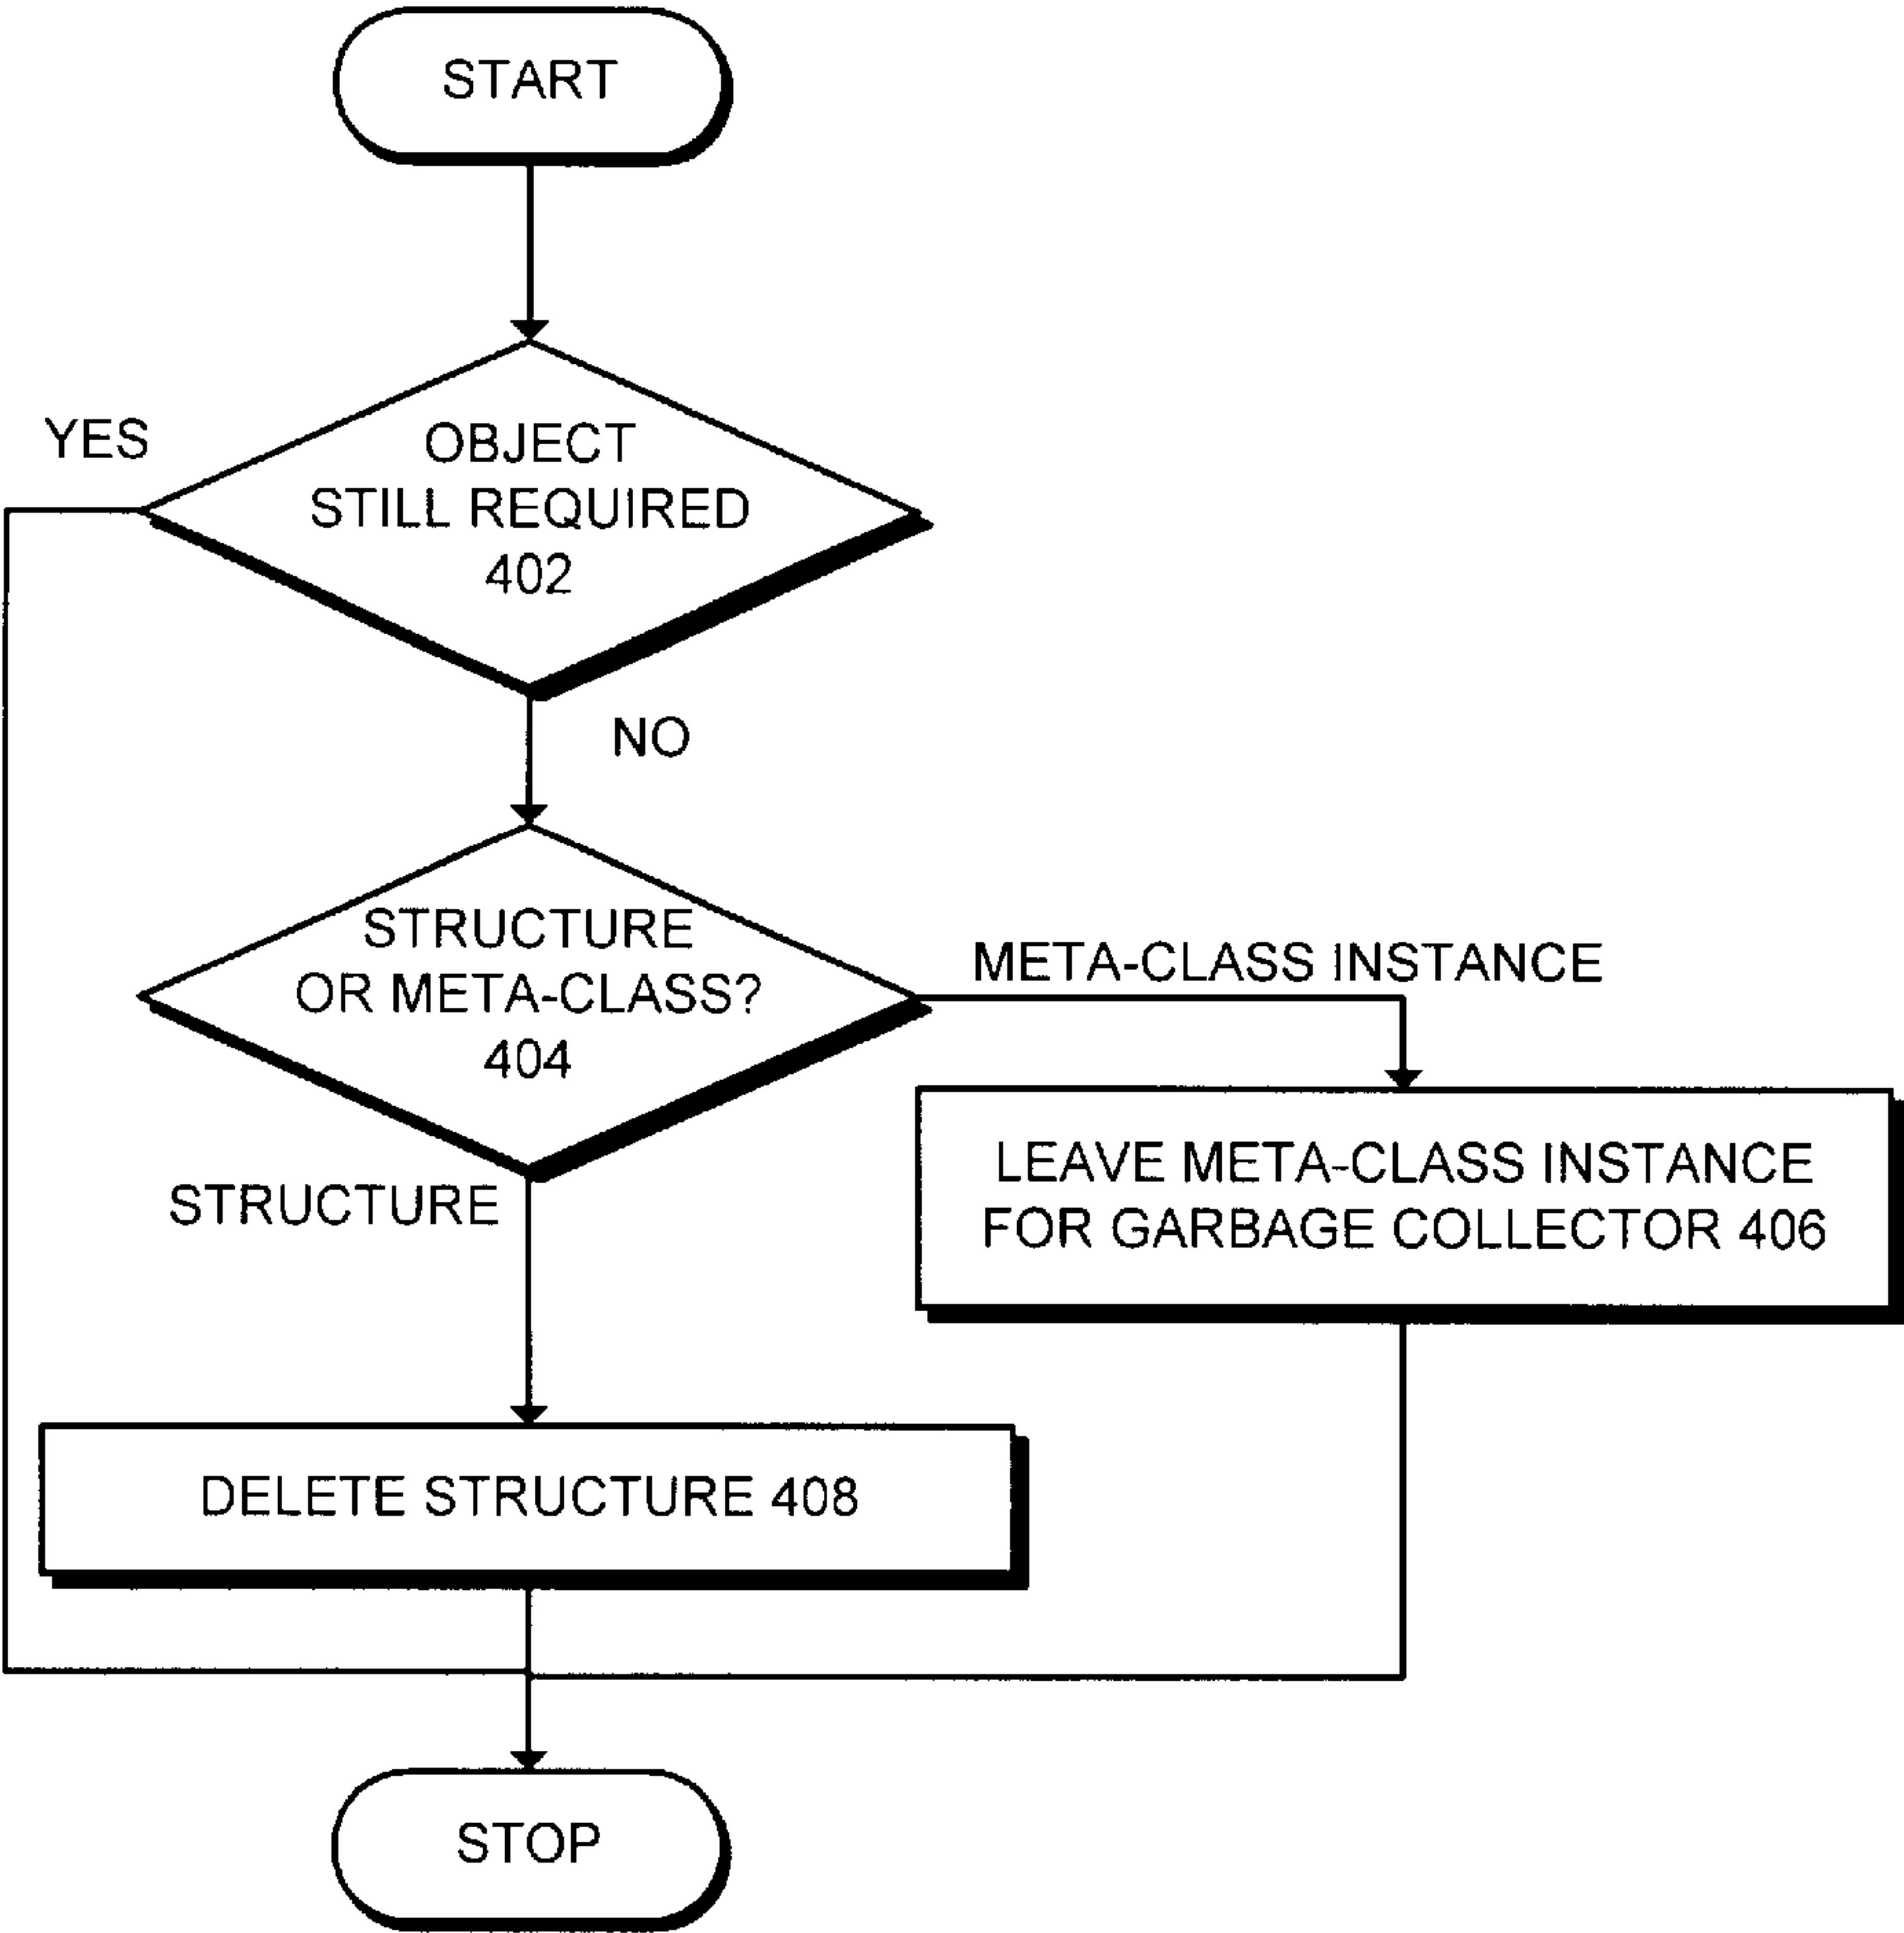 START
YES
OBJECT
STILL REQUIRED
402
NO
STRUCTURE
OR META-CLASS?
404
META-CLASS INSTANCE
LEAVE META-CLASS INSTANCE
FOR GARBAGE COLLECTOR 406
STRUCTURE
DELETE STRUCTURE 408
STOP